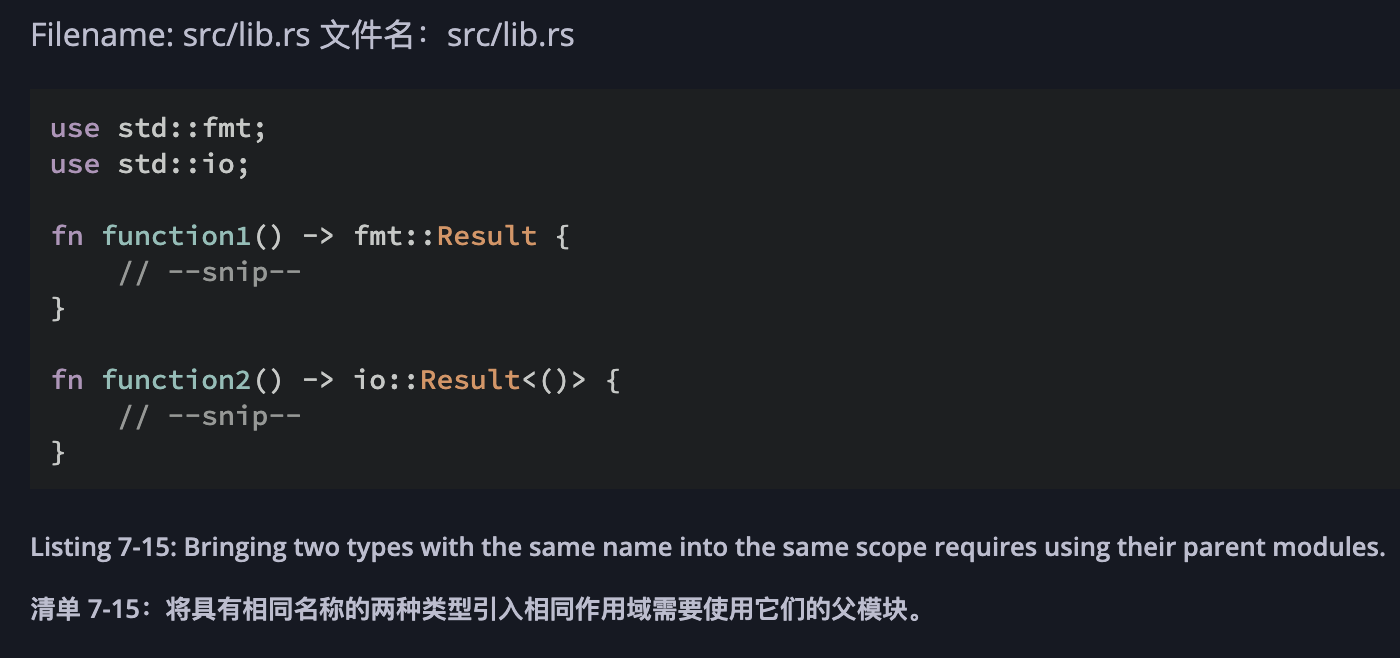 Filename: src/lib.rs 文件名：src/lib.rs
use std::fmt;
use std::io;
fn function1() -> fmt::Result {
    // --snip--
}
fn function2() -> io::Result<()> {
    // --snip--
}
Listing 7-15: Bringing two types with the same name into the same scope requires using their parent modules.
清单 7-15：将具有相同名称的两种类型引入相同作用域需要使用它们的父模块。